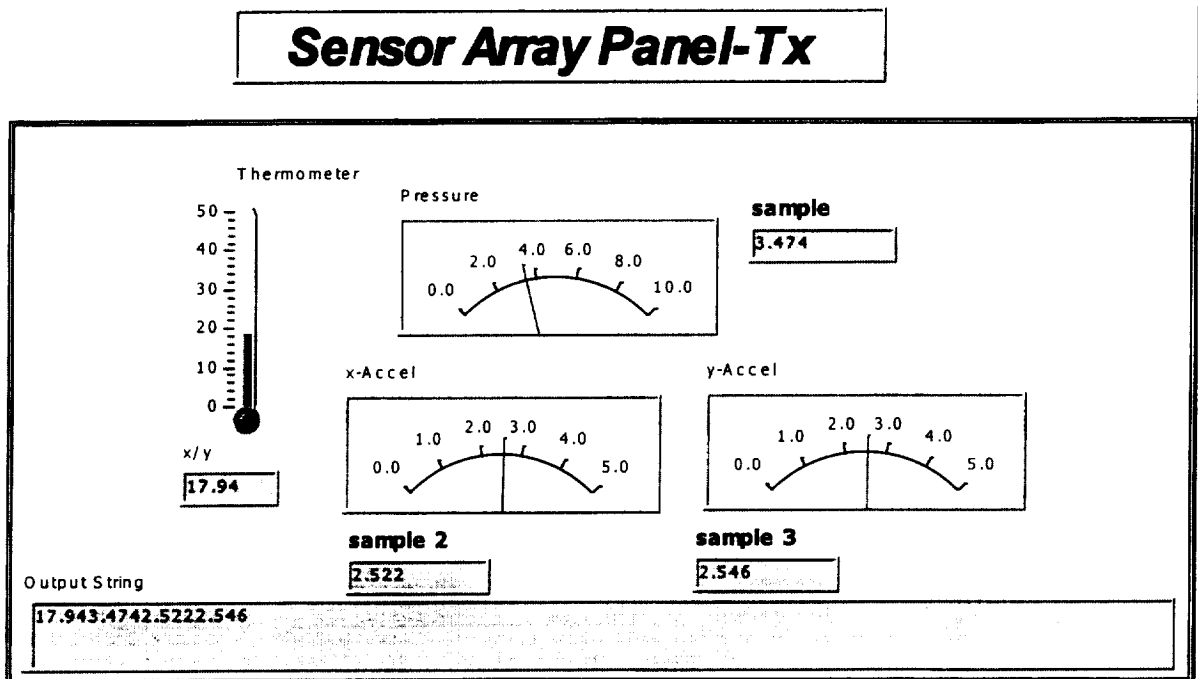 Sensor Array Panel-Tx
Thermometer
50
40
30
20
10
0
x/y
17.94
Pressure
0.0 2.0 4.0 6.0 8.0 10.0
sample
3.474
x-Accel
0.0 1.0 2.0 3.0 4.0 5.0
sample 2
2.522
y-Accel
0.0 1.0 2.0 3.0 4.0 5.0
sample 3
2.546
Output String
17.943.4742.5222.546